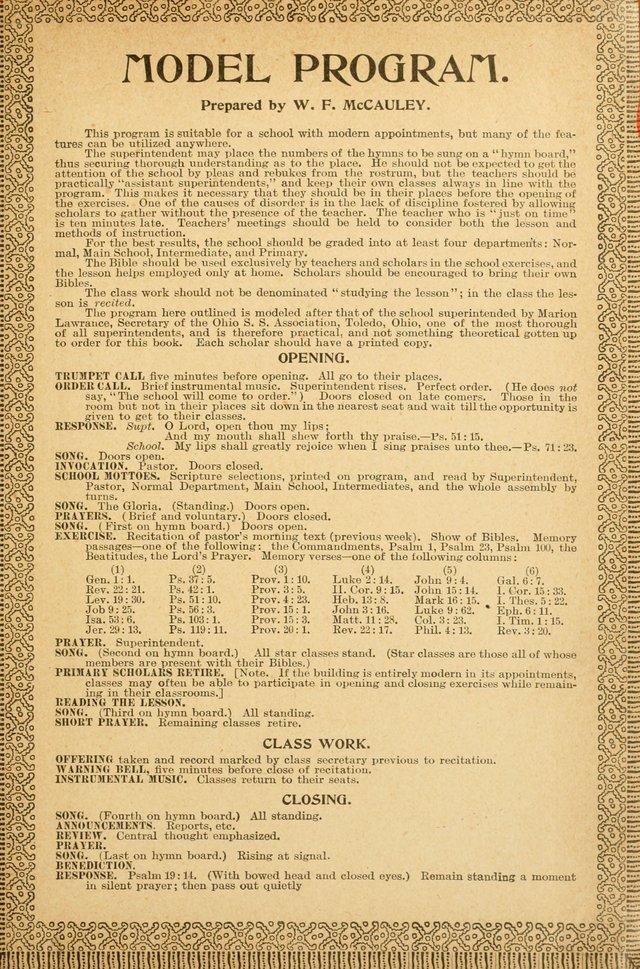 MODEL PROGRAM.
Prepared by W. F. McCAULEY.
This program is suitable for a school with modern appointments, but many of the fea-
tures can be utilized anywhere.
The superintendent may place the numbers of the hymns to be sung on a "hymn board,"
thus securing thorough understanding as to the place. He should not be expected to get the
attention of the school by pleas and rebukes from the rostrum, but the teachers should be
practically "assistant superintendents," and keep their own classes always in line with the
program. This makes it necessary that they should be in their places before the opening of
the exercises. One of the causes of disorder is in the lack of discipline fostered by allowing
scholars to gather without the presence of the teacher. The teacher who is "just on time"
is ten minutes late. Teachers' meetings should be held to consider both the lesson and
methods of instruction.
For the best results, the school should be graded into at least four departments: Nor-
mal, Main School, Intermediate, and Primary.
The Bible should be used exclusively by teachers and scholars in the school exercises, and
the lesson helps employed only at home. Scholars should be encouraged to bring their own
Bibles.
The class work should not be denominated "studying the lesson"; in the class the les-
son is recited.
The program here outlined is modeled after that of the school superintended by Marion
Lawrance, Secretary of the Ohio S. S. Association, Toledo, Ohio, one of the most thorough
of all superintendents, and is therefore practical, and not something theoretical gotten up
to order for this book. Each scholar should have a printed copy.
OPENING.
TRUMPET CALL five minutes before opening. All go to their places.
ORDER CALL. Brief instrumental music. Superintendent rises. Perfect order. (He does not
say, "The school will come to order.") Doors closed on late comers. Those in the
room but not in their places sit down in the nearest seat and wait till the opportunity is
given to get to their classes.
RESPONSE. Supt. O Lord, open thou my lips;
And my mouth shall shew forth thy praise.—Ps. 51: 15.
School. My lips shall greatly rejoice when I sing praises unto thee.—Ps. 71: 23.
SONG. Doors open.
INVOCATION. Pastor. Doors closed.
SCHOOL MOTTOES. Scripture selections, printed on program, and read by Superintendent,
Pastor, Normal Department, Main School, Intermediates, and the whole assembly by
turns.
SONG. The Gloria. (Standing.) Doors open.
PRAYERS. (Brief and voluntary.) Doors closed.
SONG. (First on hymn board.) Doors open.
EXERCISE. Recitation of pastor's morning text (previous week). Show of Bibles. Memory
passages—one of the following: the Commandments, Psalm 1, Psalm 23, Psalm 100, the
Beatitudes, the Lord's Prayer. Memory verses—one of the following columns:
(1) (2) (3) (4) (5) (6)
Gen. 1: 1. Ps. 37: 5. Prov. 1: 10. Luke 2: 14. John 9: 4. Gal. 6: 7.
Rev. 22: 21. Ps. 42: 1. Prov. 3: 5. II. Cor. 9: 15. John 15: 14. I. Cor. 15: 33.
Lev. 19: 30. Ps. 51: 10. Prov. 4: 23. Heb. 13: 8. Mark 16: 15. I. Thes. 5: 22.
Job 9: 25. Ps. 56: 3. Prov. 15: 1. John 3: 16. Luke 9: 62. Eph. 6: 11.
Isa. 53: 6. Ps. 103: 1. Prov. 15: 3. Matt. 11: 28. Col. 3: 23. I. Tim. 1: 15.
Jer. 29: 13. Ps. 119: 11. Prov. 20: 1. Rev. 22: 17. Phil. 4: 13. Rev. 3: 20.
PRAYER. Superintendent.
SONG. (Second on hymn board.) All star classes stand. (Star classes are those all of whose
members are present with their Bibles.)
PRIMARY SCHOLARS RETIRE. [Note. If the building is entirely modern in its appointments,
classes may often be able to participate in opening and closing exercises while remain-
ing in their classrooms.]
READING THE LESSON.
SONG. (Third on hymn board.) All standing.
SHORT PRAYER. Remaining classes retire.
CLASS WORK.
OFFERING taken and record marked by class secretary previous to recitation.
WARNING BELL, five minutes before close of recitation.
INSTRUMENTAL MUSIC. Classes return to their seats.
CLOSING.
SONG. (Fourth on hymn board.) All standing.
ANNOUNCEMENTS. Reports, etc.
REVIEW. Central thought emphasized.
PRAYER.
SONG. (Last on hymn board.) Rising at signal.
BENEDICTION.
RESPONSE. Psalm 19: 14. (With bowed head and closed eyes.) Remain standing a moment
in silent prayer; then pass out quietly